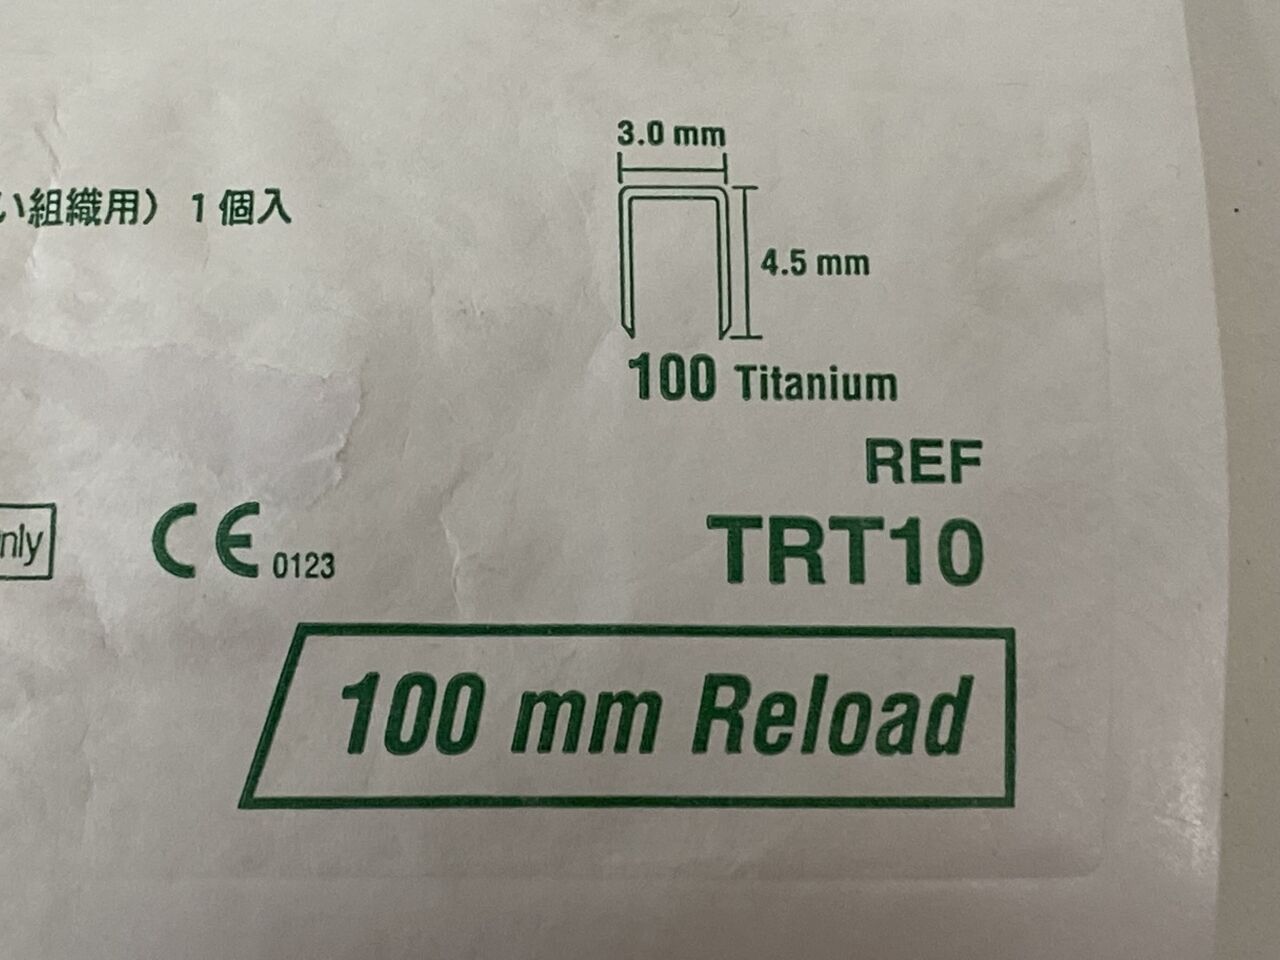 3.0 mm
い組織用） 1個入
4.5 mm
100 Titanium
REF
nly
CE 0123
TRT10
100 mm Reload